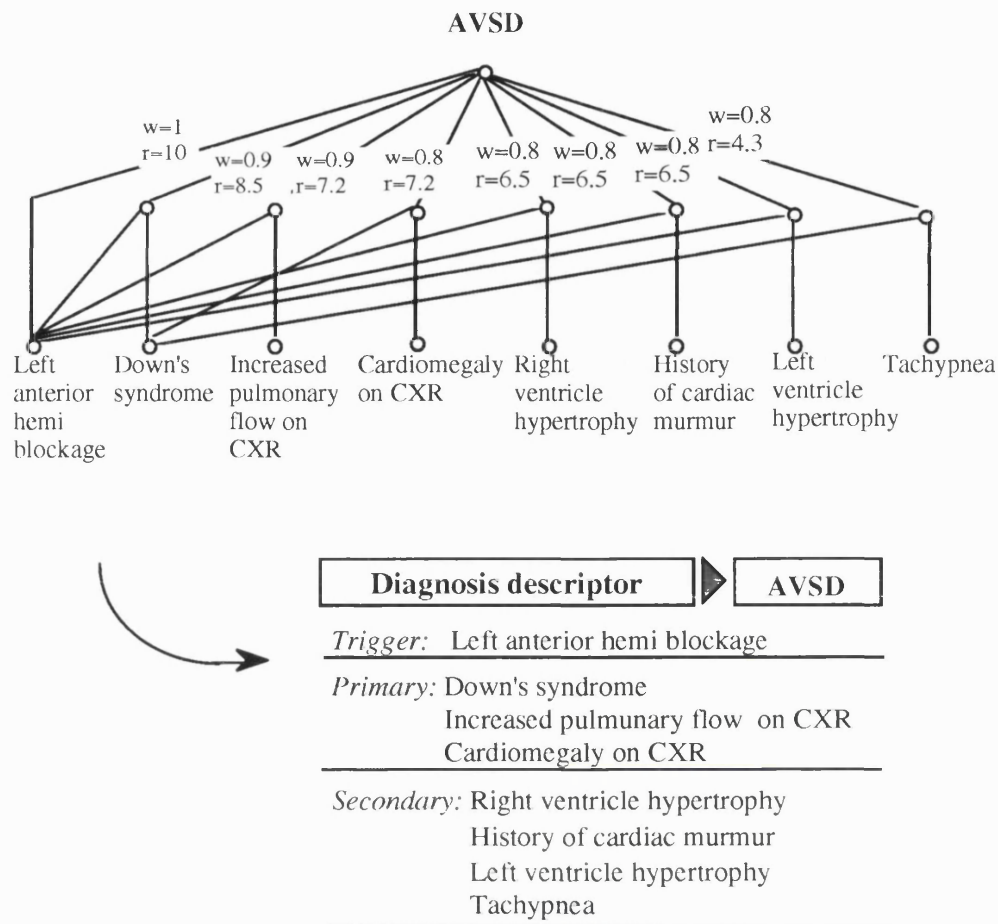 AVSD
w=1
r=10
w=0.9
r=8.5
w=0.9
.r=7.2
w=0.8
r=7.2
w=0.8
r=6.5
w=0.8
r=6.5
w=0.8
r=6.5
w=0.8
r=4.3
Left
anterior
hemi
blockage
Down's
syndrome
Increased
pulmonary
flow on
CXR
Cardiomegaly
on CXR
Right
ventricle
hypertrophy
History
of cardiac
murmur
Left
ventricle
hypertrophy
Tachypnea
Diagnosis descriptor
AVSD
Trigger: Left anterior hemi blockage
Primary: Down's syndrome
Increased pulmunary flow on CXR
Cardiomegaly on CXR
Secondary: Right ventricle hypertrophy
History of cardiac murmur
Left ventricle hypertrophy
Tachypnea